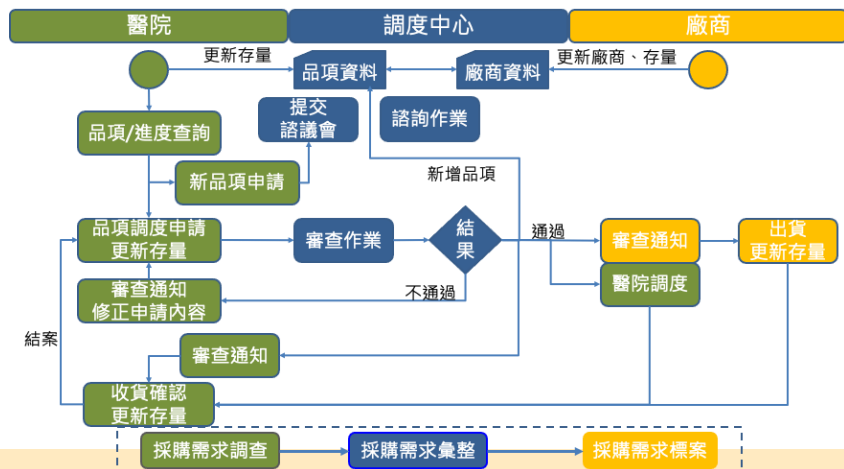 醫院
調度中心
廠商
更新存量
品項資料
廠商資料
更新廠商、存量
提交
諮議會
諮詢作業
品項/進度查詢
新品項申請
新增品項
品項調度申請
更新存量
審查作業
結
果
通過
審查通知
出貨
更新存量
醫院調度
審查通知
修正申請內容
不通過
結案
審查通知
收貨確認
更新存量
採購需求調查
採購需求彙整
採購需求標案